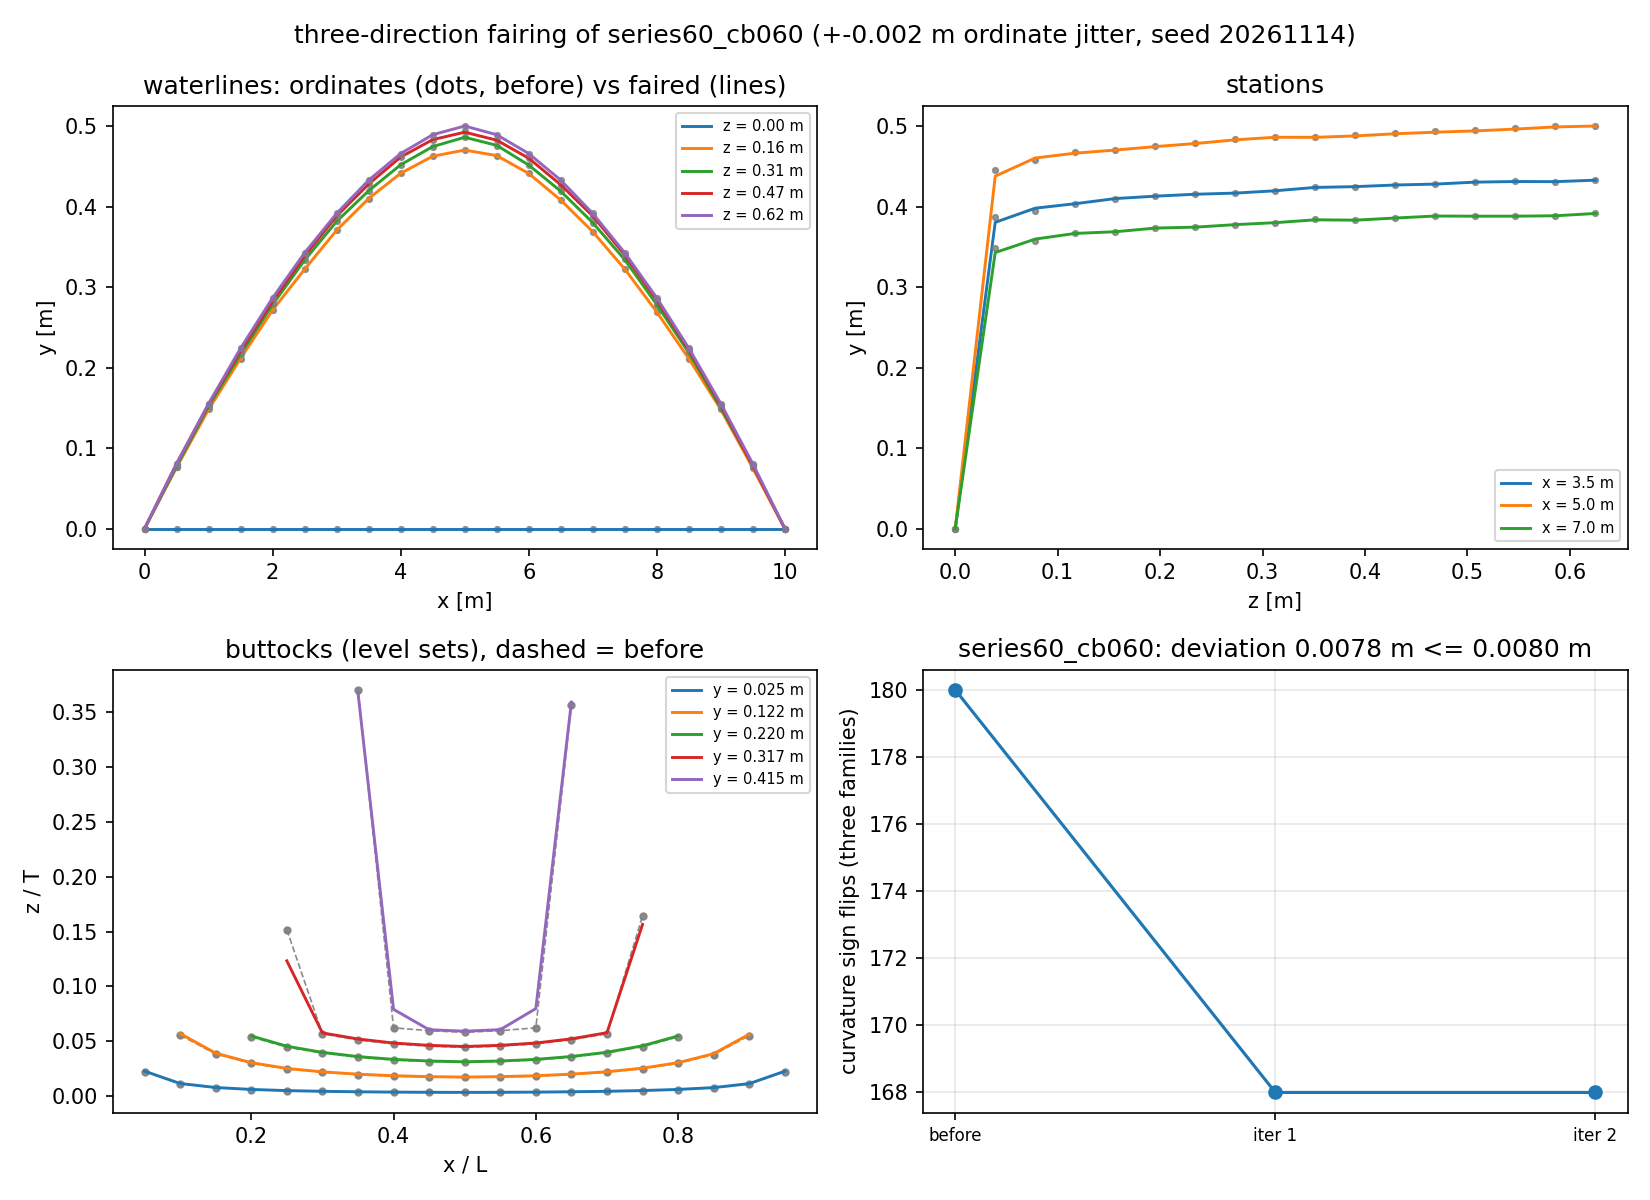 three-direction fairing of series60_cb060 (+-0.002 m ordinate jitter, seed 20261114)
waterlines: ordinates (dots, before) vs faired (lines)
0.5
0.4
0.3
0.2
0.1
0.0
y [m]
z = 0.00 m
z = 0.16 m
z = 0.31 m
z = 0.47 m
z = 0.62 m
0 2 4 6 8 10
x [m]
stations
0.5
0.4
0.3
0.2
0.1
0.0
y [m]
x = 3.5 m
x = 5.0 m
x = 7.0 m
0.0 0.1 0.2 0.3 0.4 0.5 0.6
z [m]
buttocks (level sets), dashed = before
0.35
0.30
0.25
0.20
0.15
0.10
0.05
0.00
z / T
y = 0.025 m
y = 0.122 m
y = 0.220 m
y = 0.317 m
y = 0.415 m
0.2 0.4 0.6 0.8
x / L
series60_cb060: deviation 0.0078 m <= 0.0080 m
180
178
176
174
172
170
168
curvature sign flips (three families)
before iter 1 iter 2